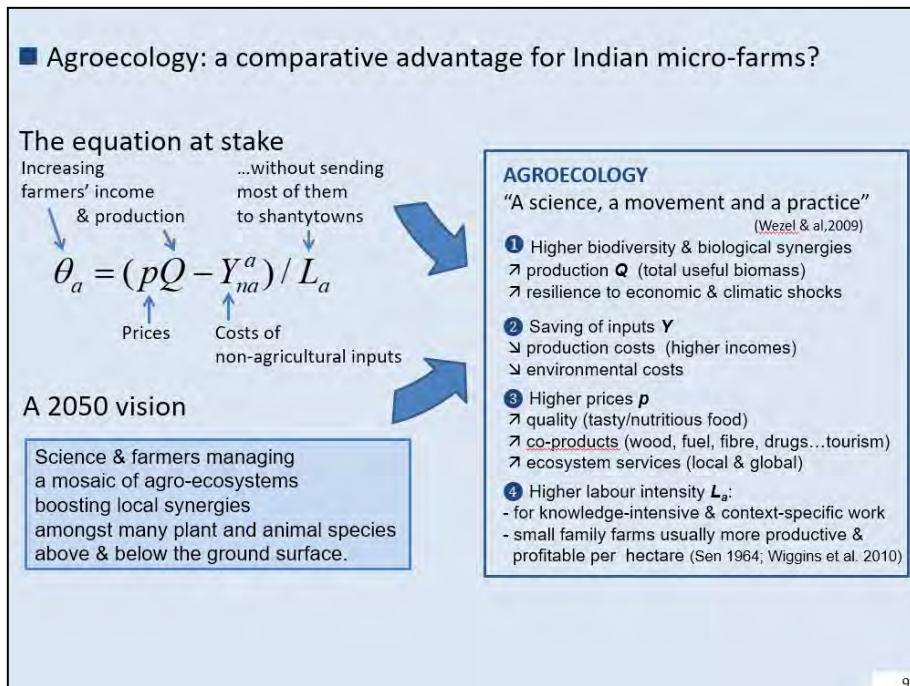 Agroecology: a comparative advantage for Indian micro-farms?
The equation at stake
Increasing
farmers' income
& production
...without sending
most of them
to shantytowns
θₐ = (pQ − Yⁿₐᵃ) / Lₐ
Prices
Costs of
non-agricultural inputs
A 2050 vision
Science & farmers managing
a mosaic of agro-ecosystems
boosting local synergies
amongst many plant and animal species
above & below the ground surface.
AGROECOLOGY
"A science, a movement and a practice"
(Wezel & al,2009)
❶ Higher biodiversity & biological synergies
↗ production Q (total useful biomass)
↗ resilience to economic & climatic shocks
❷ Saving of inputs Y
↘ production costs (higher incomes)
↘ environmental costs
❸ Higher prices p
↗ quality (tasty/nutritious food)
↗ co-products (wood, fuel, fibre, drugs...tourism)
↗ ecosystem services (local & global)
❹ Higher labour intensity Lₐ:
- for knowledge-intensive & context-specific work
- small family farms usually more productive &
profitable per hectare (Sen 1964; Wiggins et al. 2010)
9